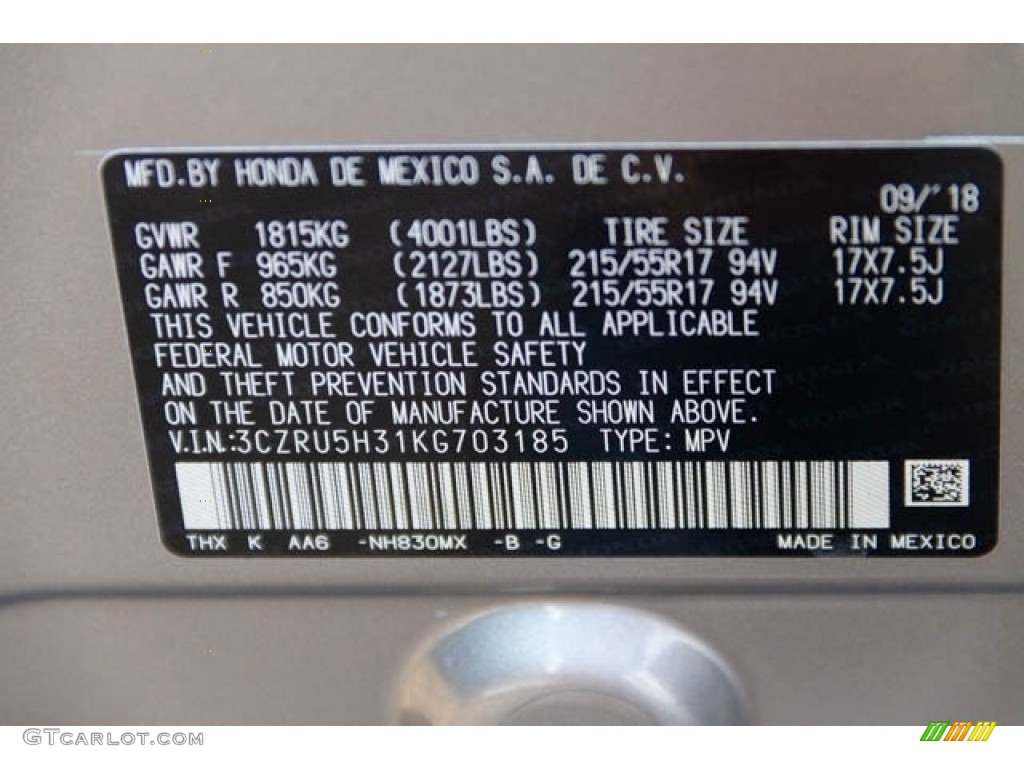 MFD.BY HONDA DE MEXICO S.A. DE C.V.
09/'18
GVWR 1815KG (4001LBS) TIRE SIZE RIM SIZE
GAWR F 965KG (2127LBS) 215/55R17 94V 17X7.5J
GAWR R 850KG (1873LBS) 215/55R17 94V 17X7.5J
THIS VEHICLE CONFORMS TO ALL APPLICABLE
FEDERAL MOTOR VEHICLE SAFETY
AND THEFT PREVENTION STANDARDS IN EFFECT
ON THE DATE OF MANUFACTURE SHOWN ABOVE.
V.I.N.:3CZRU5H31KG703185 TYPE: MPV
THX K AA6 -NH830MX -B -G MADE IN MEXICO
GTCARLOT.COM